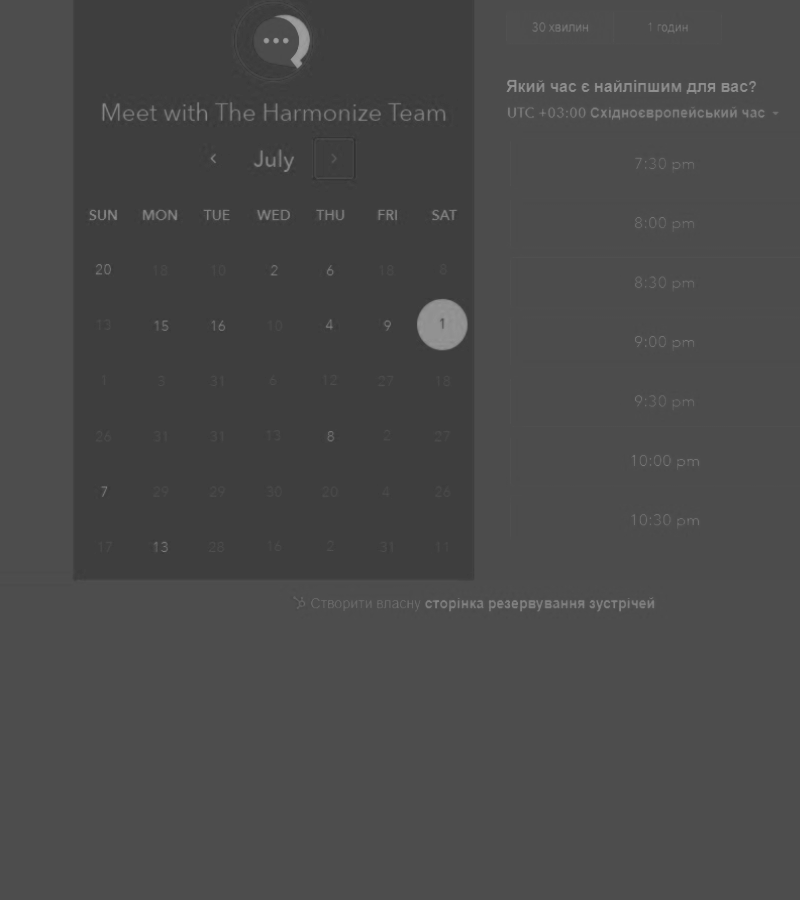 30 хвилин 1 годин
Meet with The Harmonize Team
July
SUN MON TUE WED THU FRI SAT
20 18 10 2 6 18 8
13 15 16 10 4 9 1
1 3 31 6 12 27 18
26 31 31 13 8 2 27
7 29 29 30 20 4 26
17 13 28 16 2 31 11
Який час є найліпшим для вас?
UTC +03:00 Східноєвропейський час
7:30 pm
8:00 pm
8:30 pm
9:00 pm
9:30 pm
10:00 pm
10:30 pm
Створити власну сторінка резервування зустрічей